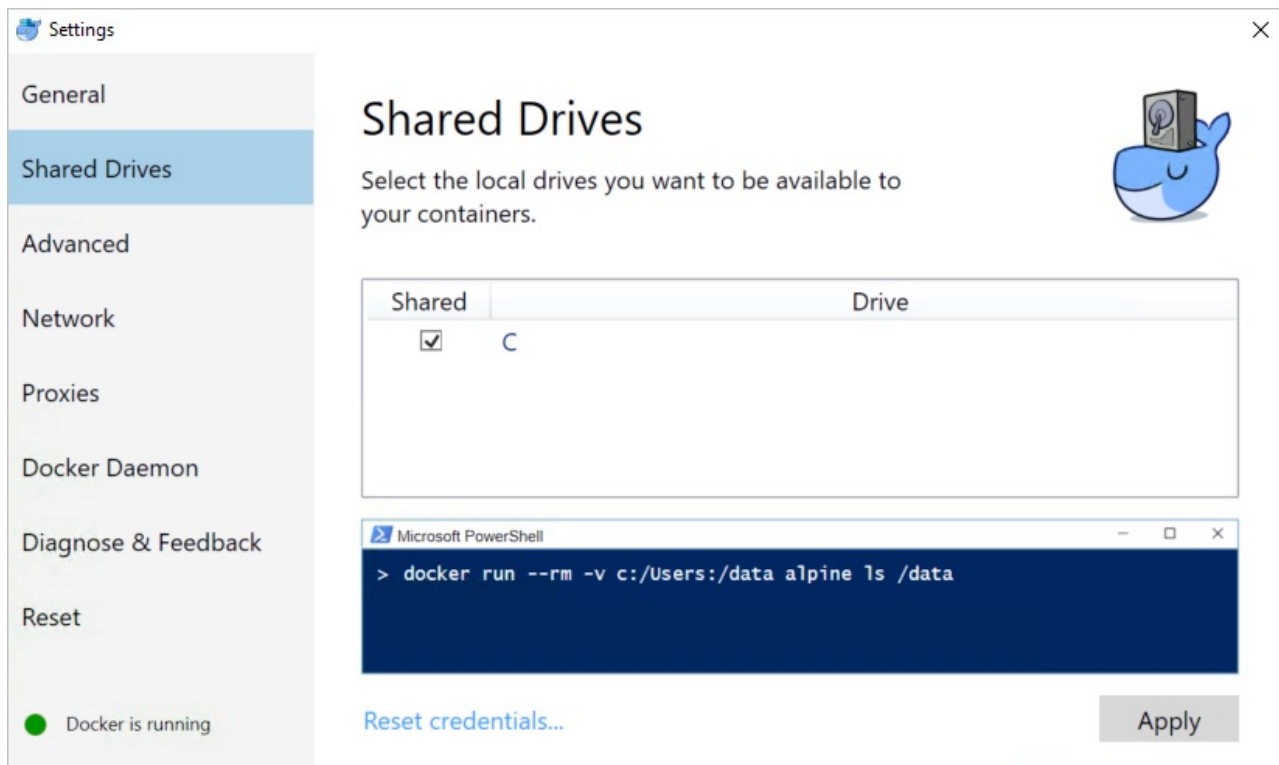 Settings
General
Shared Drives
Advanced
Network
Proxies
Docker Daemon
Diagnose & Feedback
Reset
Docker is running
Shared Drives
Select the local drives you want to be available to
your containers.
Shared Drive
C
Microsoft PowerShell
> docker run --rm -v c:/Users:/data alpine ls /data
Reset credentials...
Apply